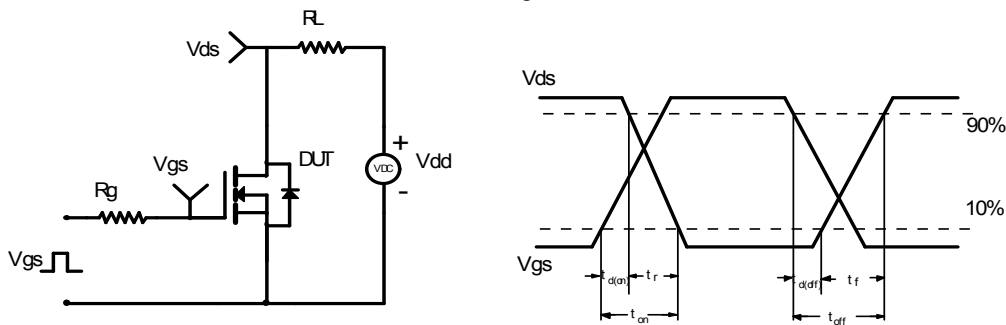 RL
Vds
Vgs
DUT
+
VDC
Vdd
-
Rg
Vgs
Vds
90%
10%
Vgs
td(on)
tr
ton
td(off)
tf
toff